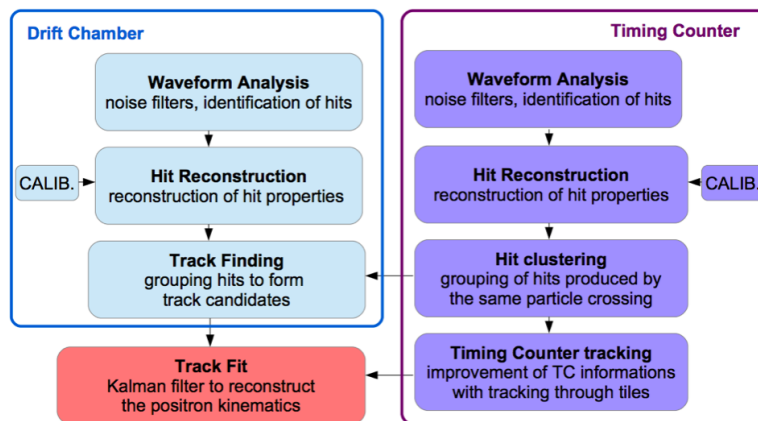 Drift Chamber
Waveform Analysis
noise filters, identification of hits
CALIB.
Hit Reconstruction
reconstruction of hit properties
Track Finding
grouping hits to form
track candidates
Track Fit
Kalman filter to reconstruct
the positron kinematics
Timing Counter
Waveform Analysis
noise filters, identification of hits
Hit Reconstruction
reconstruction of hit properties
CALIB.
Hit clustering
grouping of hits produced by
the same particle crossing
Timing Counter tracking
improvement of TC informations
with tracking through tiles